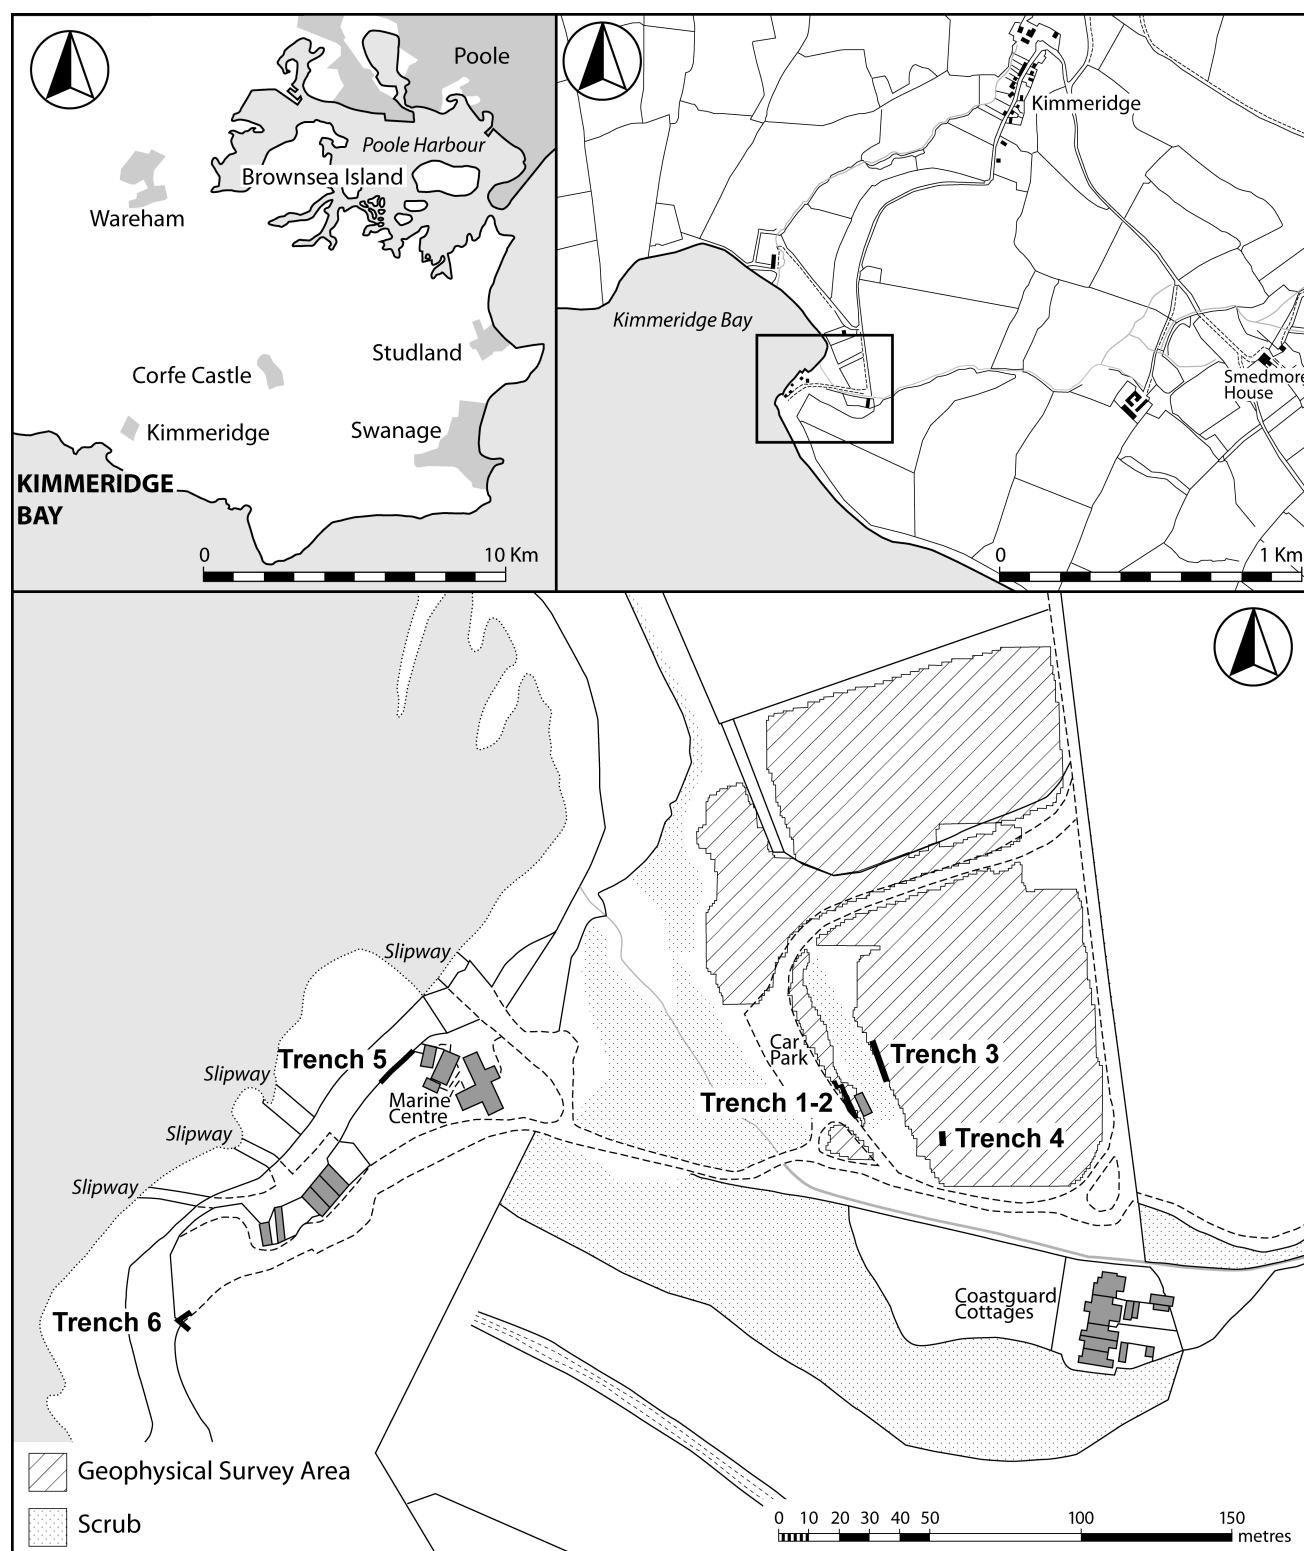 Poole
Poole Harbour
Brownsea Island
Wareham
Studland
Corfe Castle
Kimmeridge
Swanage
KIMMERIDGE
BAY
0
10 Km
Kimmeridge
Kimmeridge Bay
Smedmore
House
0
1 Km
Slipway
Trench 5
Slipway
Marine
Centre
Slipway
Slipway
Car
Park
Trench 3
Trench 1-2
Trench 4
Trench 6
Coastguard
Cottages
Geophysical Survey Area
Scrub
0 10 20 30 40 50 100 150
metres